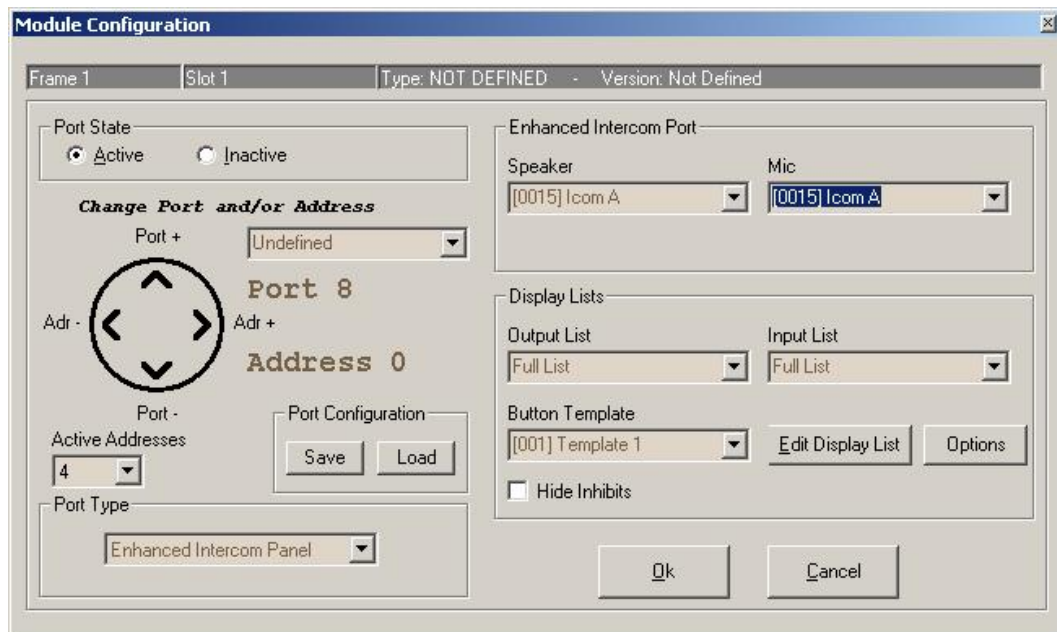 Module Configuration
Frame 1 Slot 1 Type: NOT DEFINED - Version: Not Defined
Port State
Active Inactive
Change Port and/or Address
Port +
Undefined
Port 8
Adr -
Adr +
Address 0
Port -
Active Addresses
4
Port Configuration
Save Load
Port Type
Enhanced Intercom Panel
Enhanced Intercom Port
Speaker Mic
[0015] Icom A [0015] Icom A
Display Lists
Output List Input List
Full List Full List
Button Template
[001] Template 1 Edit Display List Options
Hide Inhibits
Ok Cancel